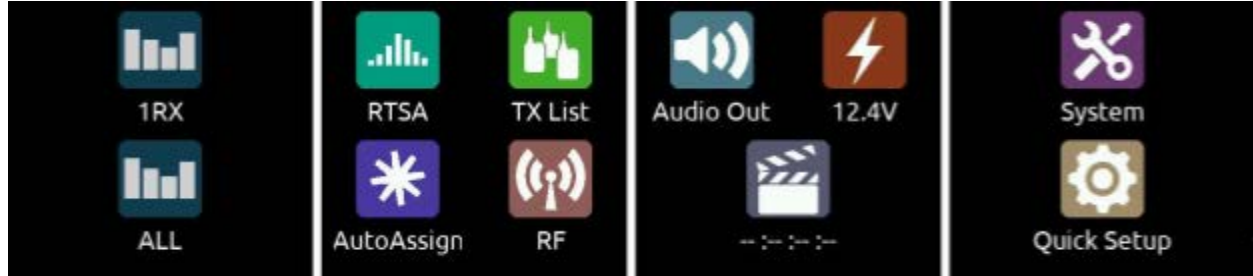 1RX
ALL
RTSA
TX List
AutoAssign
RF
Audio Out
12.4V
-- :-- :-- :--
System
Quick Setup